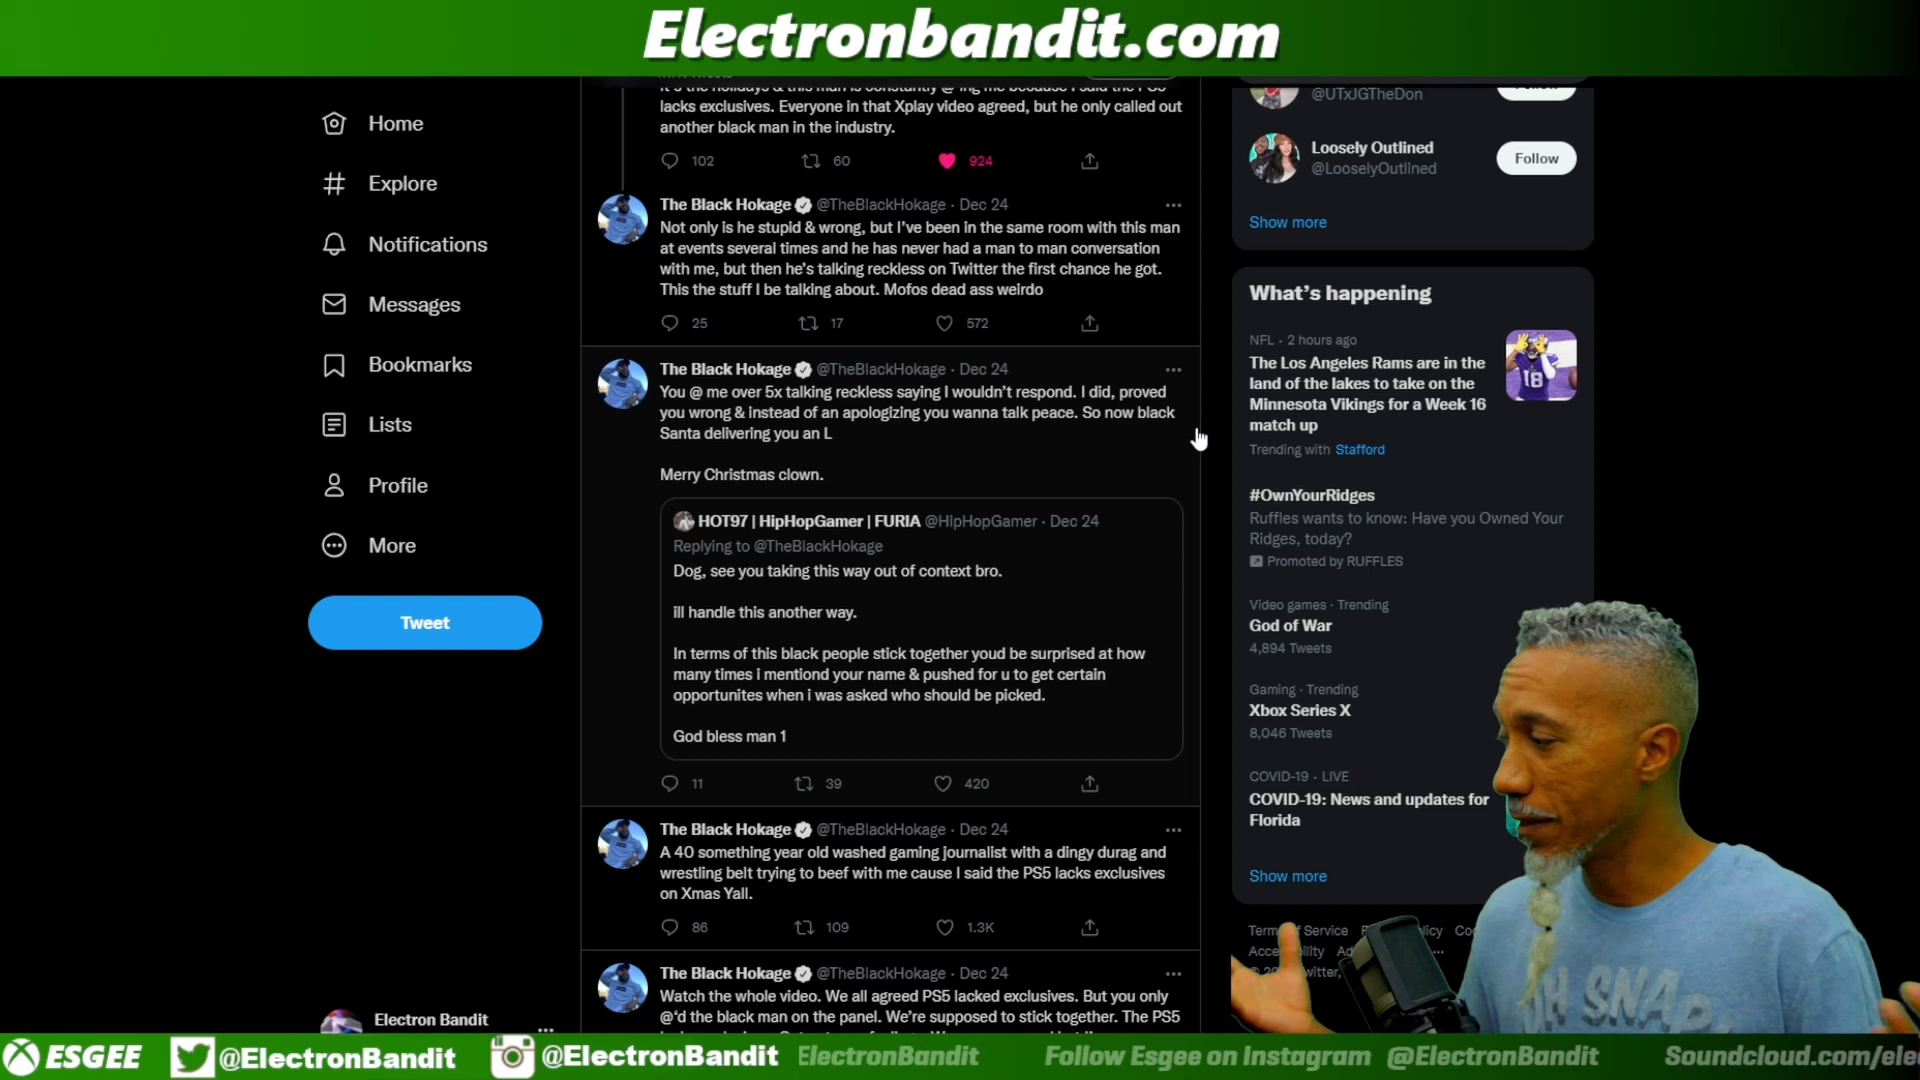 Electronbandit.com
Home
Explore
Notifications
Messages
Bookmarks
Lists
Profile
More
Tweet
Electron Bandit
lacks exclusives. Everyone in that Xplay video agreed, but he only called out
another black man in the industry.
102 60 924
The Black Hokage @TheBlackHokage · Dec 24
Not only is he stupid & wrong, but I've been in the same room with this man
at events several times and he has never had a man to man conversation
with me, but then he's talking reckless on Twitter the first chance he got.
This the stuff I be talking about. Mofos dead ass weirdo
25 17 572
The Black Hokage @TheBlackHokage · Dec 24
You @ me over 5x talking reckless saying I wouldn't respond. I did, proved
you wrong & instead of an apologizing you wanna talk peace. So now black
Santa delivering you an L
Merry Christmas clown.
HOT97 | HipHopGamer | FURIA @HipHopGamer · Dec 24
Replying to @TheBlackHokage
Dog, see you taking this way out of context bro.
ill handle this another way.
In terms of this black people stick together youd be surprised at how
many times i mentiond your name & pushed for u to get certain
opportunites when i was asked who should be picked.
God bless man 1
11 39 420
The Black Hokage @TheBlackHokage · Dec 24
A 40 something year old washed gaming journalist with a dingy durag and
wrestling belt trying to beef with me cause I said the PS5 lacks exclusives
on Xmas Yall.
86 109 1.3K
The Black Hokage @TheBlackHokage · Dec 24
Watch the whole video. We all agreed PS5 lacked exclusives. But you only
@'d the black man on the panel. We're supposed to stick together. The PS5
@UTxJGTheDon
Loosely Outlined
@LooselyOutlined
Follow
Show more
What's happening
NFL · 2 hours ago
The Los Angeles Rams are in the
land of the lakes to take on the
Minnesota Vikings for a Week 16
match up
Trending with Stafford
18
#OwnYourRidges
Ruffles wants to know: Have you Owned Your
Ridges, today?
Promoted by RUFFLES
Video games · Trending
God of War
4,894 Tweets
Gaming · Trending
Xbox Series X
8,046 Tweets
COVID-19 · LIVE
COVID-19: News and updates for
Florida
Show more
Service
OH SNAP
ESGEE @ElectronBandit @ElectronBandit ElectronBandit Follow Esgee on Instagram @ElectronBandit Soundcloud.com/elec